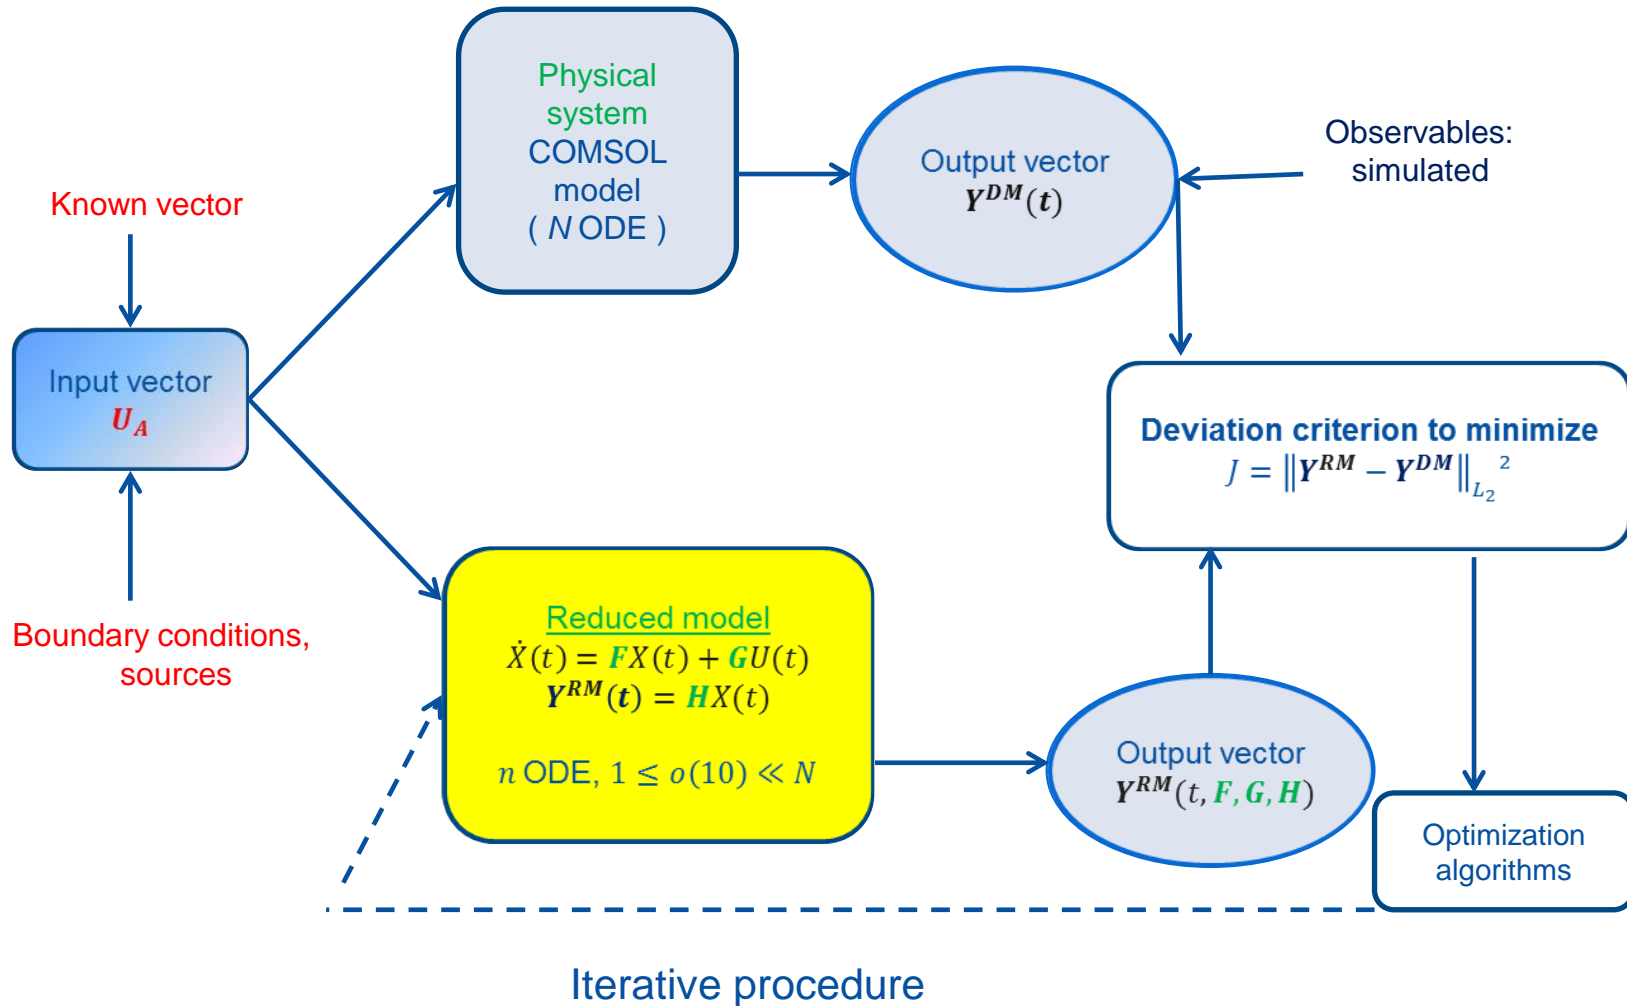 Physical
system
COMSOL
model
( N ODE )
Output vector
Y^{DM}(t)
Observables:
simulated
Known vector
Input vector
U_A
Boundary conditions,
sources
Deviation criterion to minimize
J = ‖Y^{RM} − Y^{DM}‖_{L_2}^2
Reduced model
Ẋ(t) = FX(t) + GU(t)
Y^{RM}(t) = HX(t)
n ODE, 1 ≤ o(10) ≪ N
Output vector
Y^{RM}(t, F, G, H)
Optimization
algorithms
Iterative procedure